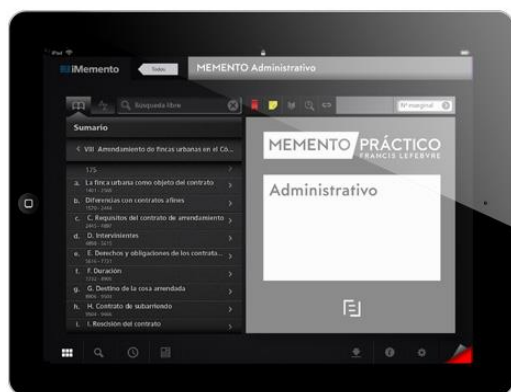 iPad
iMemento
Todos
MEMENTO Administrativo
Búsqueda libre
Nº marginal
Sumario
VIII Arrendamiento de fincas urbanas en el Có...
a. La finca urbana como objeto del contrato
b. Diferencias con contratos afines
c. C. Requisitos del contrato de arrendamiento
d. D. Intervinientes
e. E. Derechos y obligaciones de los contrata...
f. F. Duración
g. G. Destino de la cosa arrendada
h. H. Contrato de subarriendo
i. I. Rescisión del contrato
MEMENTO PRÁCTICO
FRANCIS LEFEBVRE
Administrativo